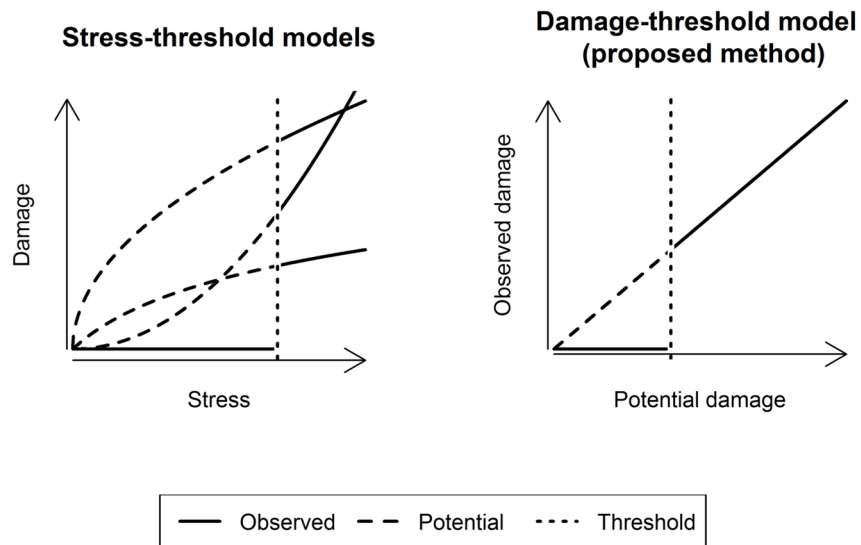 Stress-threshold models
Damage-threshold model
(proposed method)
Damage
Stress
Observed damage
Potential damage
Observed
Potential
Threshold